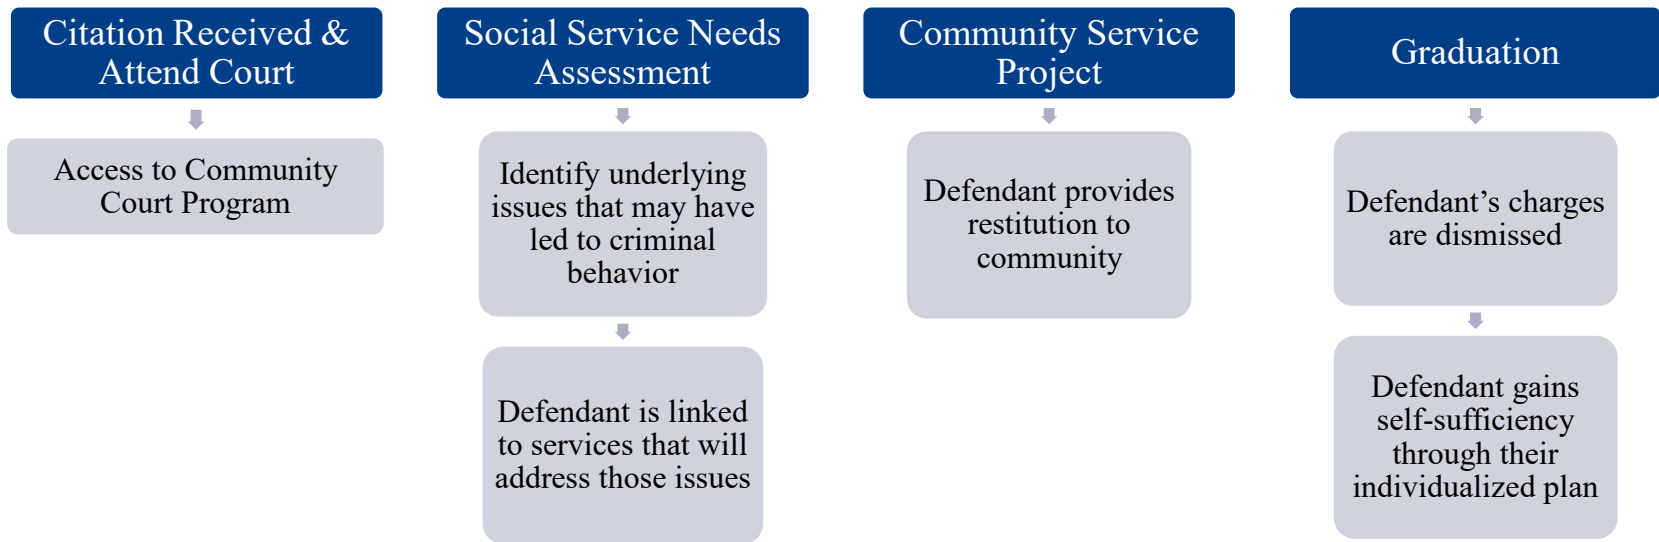 Citation Received &
Attend Court
Access to Community
Court Program
Social Service Needs
Assessment
Identify underlying
issues that may have
led to criminal
behavior
Defendant is linked
to services that will
address those issues
Community Service
Project
Defendant provides
restitution to
community
Graduation
Defendant’s charges
are dismissed
Defendant gains
self-sufficiency
through their
individualized plan